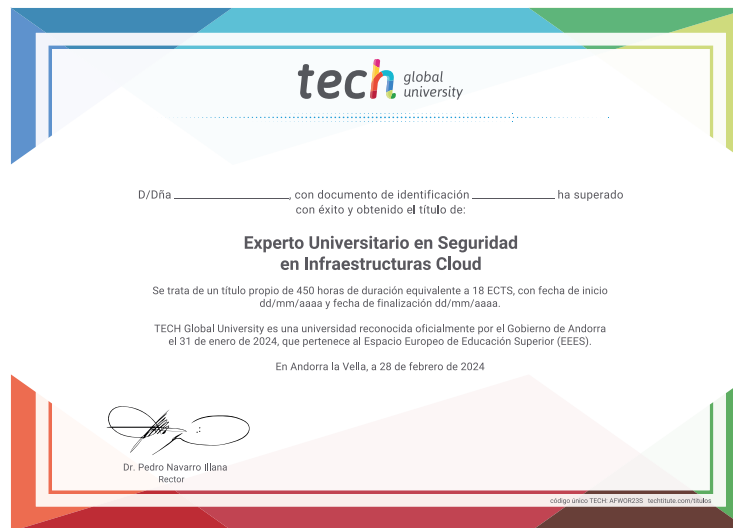 tech global university
D/Dña ____________________, con documento de identificación ______________ ha superado
con éxito y obtenido el título de:
Experto Universitario en Seguridad
en Infraestructuras Cloud
Se trata de un título propio de 450 horas de duración equivalente a 18 ECTS, con fecha de inicio
dd/mm/aaaa y fecha de finalización dd/mm/aaaa.
TECH Global University es una universidad reconocida oficialmente por el Gobierno de Andorra
el 31 de enero de 2024, que pertenece al Espacio Europeo de Educación Superior (EEES).
En Andorra la Vella, a 28 de febrero de 2024
Dr. Pedro Navarro Illana
Rector
código único TECH: AFWOR23S techtitute.com/titulos